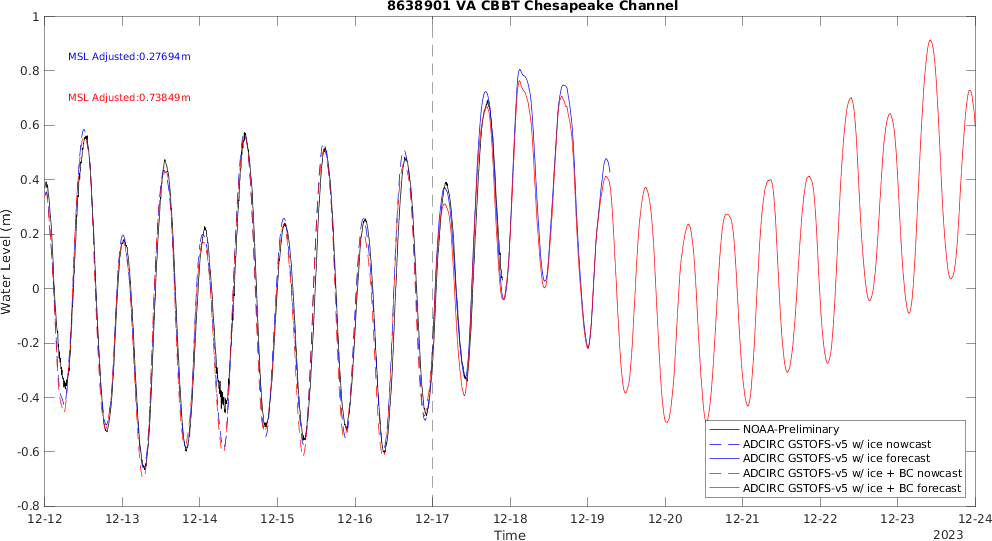 8638901 VA CBBT Chesapeake Channel
MSL Adjusted:0.27694m
MSL Adjusted:0.73849m
Water Level (m)
1
0.8
0.6
0.4
0.2
0
-0.2
-0.4
-0.6
-0.8
NOAA-Preliminary
ADCIRC GSTOFS-v5 w/ ice nowcast
ADCIRC GSTOFS-v5 w/ ice forecast
ADCIRC GSTOFS-v5 w/ ice + BC nowcast
ADCIRC GSTOFS-v5 w/ ice + BC forecast
12-12 12-13 12-14 12-15 12-16 12-17 12-18 12-19 12-20 12-21 12-22 12-23 12-24
Time
2023